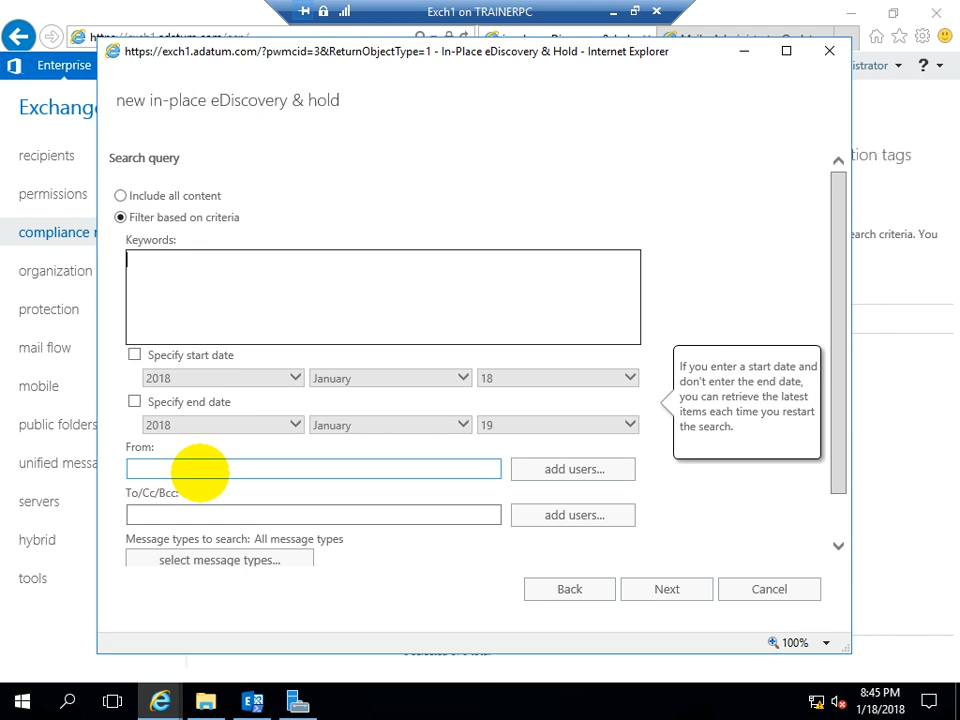 Exch1 on TRAINERPC
https://exch1.adatum.com/?pwmcid=3&ReturnObjectType=1 - In-Place eDiscovery & Hold - Internet Explorer
Enterprise
?
Exchang
new in-place eDiscovery & hold
recipients
permissions
compliance
organization
protection
mail flow
mobile
public folders
unified messa
servers
hybrid
tools
Search query
Include all content
Filter based on criteria
Keywords:
Specify start date
2018 January 18
Specify end date
2018 January 19
If you enter a start date and
don't enter the end date,
you can retrieve the latest
items each time you restart
the search.
From:
add users...
To/Cc/Bcc:
add users...
Message types to search: All message types
select message types...
Back Next Cancel
100%
istrator
tion tags
earch criteria. You
8:45 PM
1/18/2018